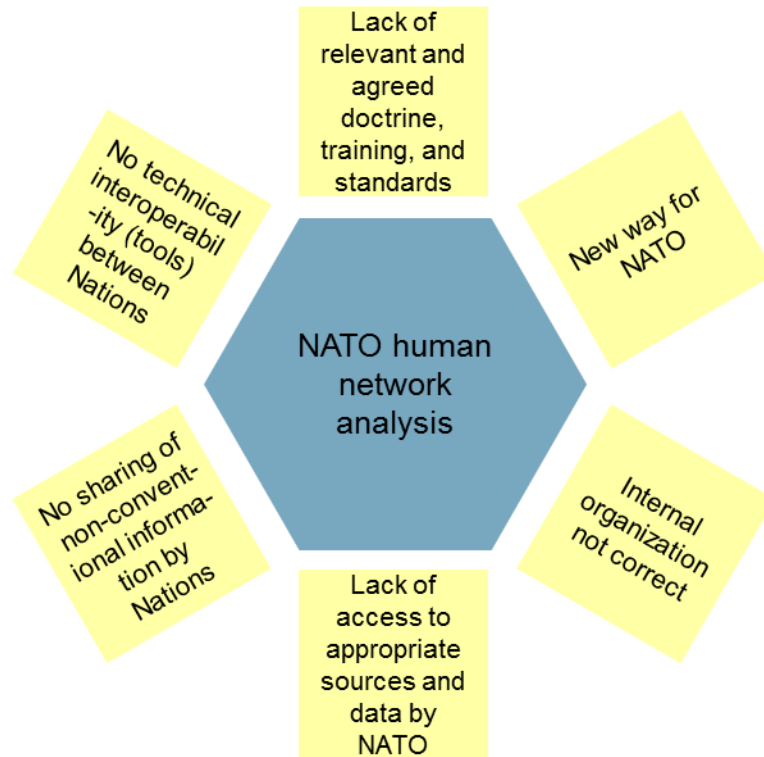 Lack of
relevant and
agreed
doctrine,
training, and
standards
New way for
NATO
Internal
organization
not correct
Lack of
access to
appropriate
sources and
data by
NATO
No sharing of
non-convent-
ional informa-
tion by
Nations
No technical
interoperabil
-ity (tools)
between
Nations
NATO human
network
analysis